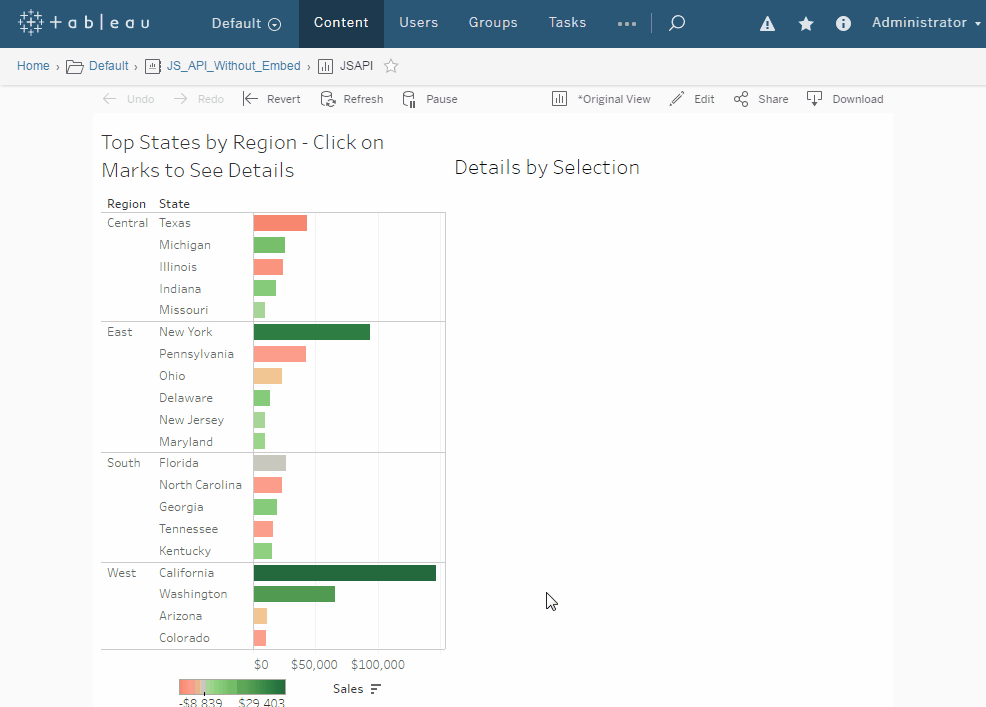 + a b | e a u Default Content Users Groups Tasks Administrator
Home › Default › JS_API_Without_Embed › JSAPI
Undo Redo Revert Refresh Pause *Original View Edit Share Download
Top States by Region - Click on
Marks to See Details
Details by Selection
Region State
Central Texas
Michigan
Illinois
Indiana
Missouri
East New York
Pennsylvania
Ohio
Delaware
New Jersey
Maryland
South Florida
North Carolina
Georgia
Tennessee
Kentucky
West California
Washington
Arizona
Colorado
$0 $50,000 $100,000
Sales
-$8,839 $29,403